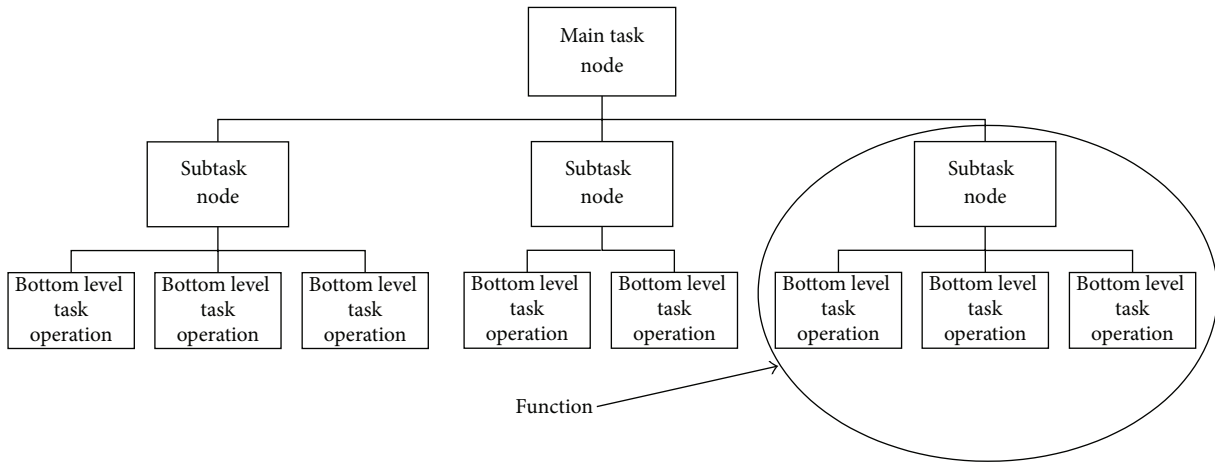 Main task
node
Subtask
node
Subtask
node
Subtask
node
Bottom level
task
operation
Bottom level
task
operation
Bottom level
task
operation
Bottom level
task
operation
Bottom level
task
operation
Bottom level
task
operation
Bottom level
task
operation
Bottom level
task
operation
Function